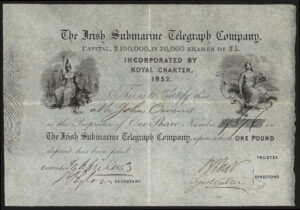 The Irish Submarine Telegraph Company.
CAPITAL, £100,000, IN 20,000 SHARES OF £5.
INCORPORATED BY
ROYAL CHARTER,
1852.
This is to Certify that
John Owens
is the Proprietor of One Share Number
The Irish Submarine Telegraph Company, upon which ONE POUND
deposit has been paid.
TRUSTEE.
Entered
SECRETARY.
DIRECTORS.